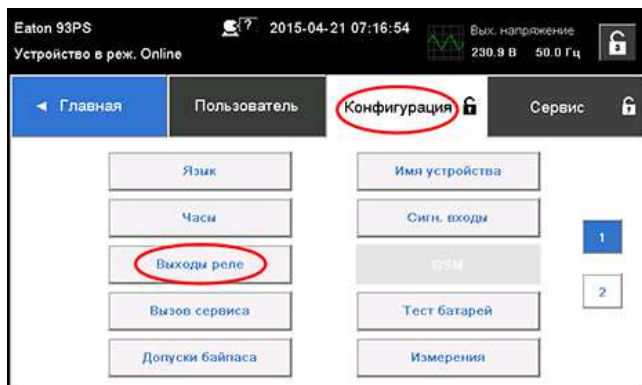 Eaton 93PS
2015-04-21 07:16:54
Вых. напряжение
Устройство в реж. Online
230.9 В 50.0 Гц
◄ Главная
Пользователь
Конфигурация
Сервис
Язык
Имя устройства
Часы
Сигн. входы
1
Выходы реле
GSM
2
Вызов сервиса
Тест батарей
Допуски байпаса
Измерения